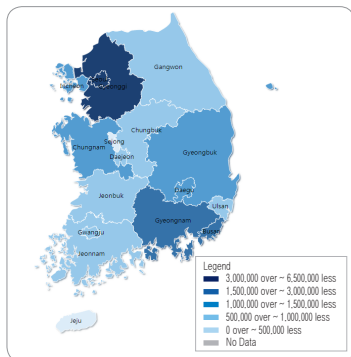 Gangwon
Incheon
Chungbuk
Sejong
Chungnam
Daejeon
Gyeongbuk
Daegu
Jeonbuk
Ulsan
Gyeongnam
Busan
Gwangju
Jeonnam
Jeju
Legend
3,000,000 over ~ 6,500,000 less
1,500,000 over ~ 3,000,000 less
1,000,000 over ~ 1,500,000 less
500,000 over ~ 1,000,000 less
0 over ~ 500,000 less
No Data